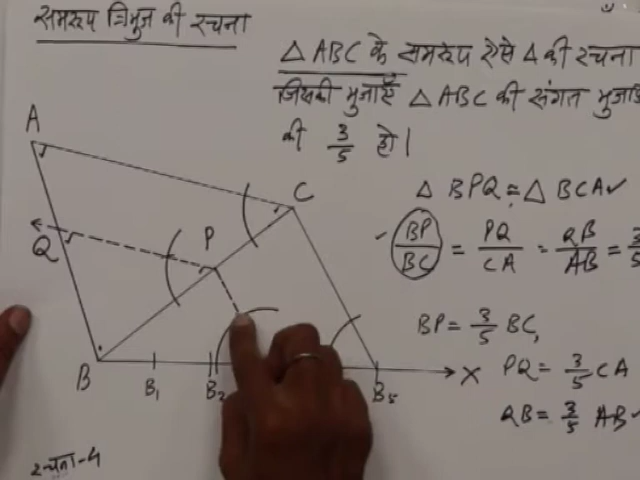 समरूप त्रिभुज की रचना
△ABC के समरूप ऐसे △ की रचना
जिसकी भुजाएँ △ABC की संगत
की 3/5 हो।
A
C
Q
P
B
B₁
B₂
B₅
X
△ BPQ ≅ △ BCA ✓
✓ BP/BC = PQ/CA = QB/AB = 3/5
BP = 3/5 BC,
PQ = 3/5 CA
QB = 3/5 AB ✓
रचना-4